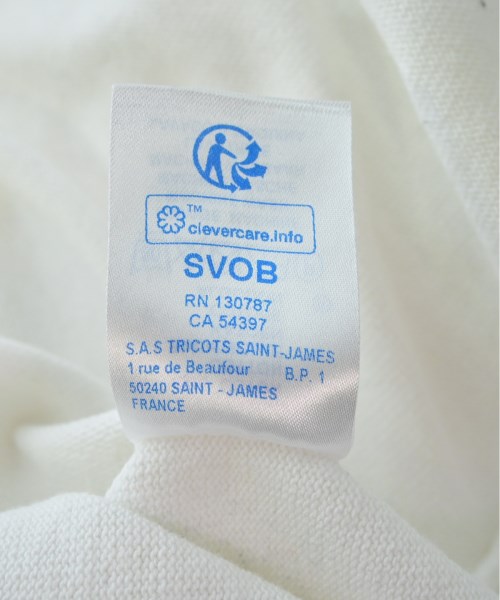 TM
clevercare.info
SVOB
RN 130787
CA 54397
S.A.S TRICOTS SAINT-JAMES
1 rue de Beaufour B.P. 1
50240 SAINT - JAMES
FRANCE